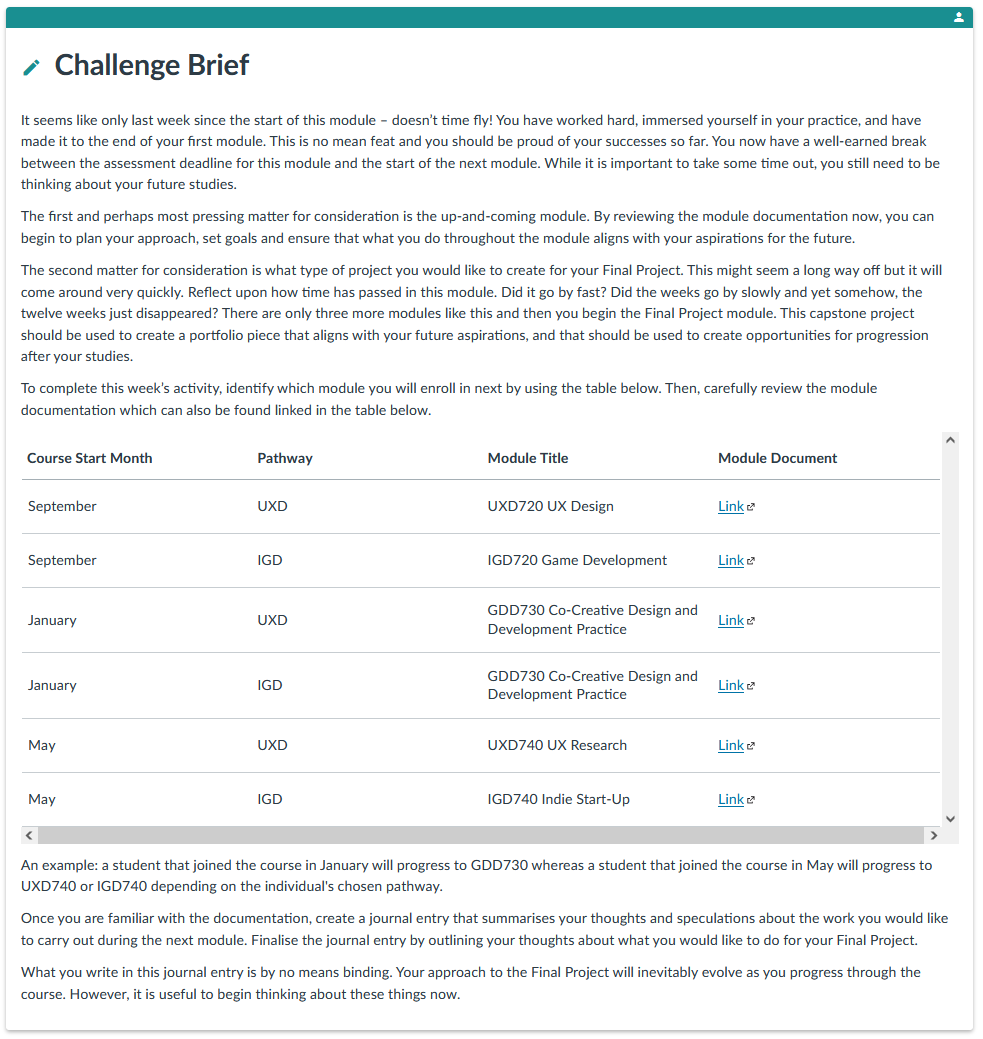 Challenge Brief
It seems like only last week since the start of this module – doesn't time fly! You have worked hard, immersed yourself in your practice, and have
made it to the end of your first module. This is no mean feat and you should be proud of your successes so far. You now have a well-earned break
between the assessment deadline for this module and the start of the next module. While it is important to take some time out, you still need to be
thinking about your future studies.
The first and perhaps most pressing matter for consideration is the up-and-coming module. By reviewing the module documentation now, you can
begin to plan your approach, set goals and ensure that what you do throughout the module aligns with your aspirations for the future.
The second matter for consideration is what type of project you would like to create for your Final Project. This might seem a long way off but it will
come around very quickly. Reflect upon how time has passed in this module. Did it go by fast? Did the weeks go by slowly and yet somehow, the
twelve weeks just disappeared? There are only three more modules like this and then you begin the Final Project module. This capstone project
should be used to create a portfolio piece that aligns with your future aspirations, and that should be used to create opportunities for progression
after your studies.
To complete this week's activity, identify which module you will enroll in next by using the table below. Then, carefully review the module
documentation which can also be found linked in the table below.
Course Start Month Pathway Module Title Module Document
September UXD UXD720 UX Design Link
September IGD IGD720 Game Development Link
January UXD GDD730 Co-Creative Design and
Development Practice Link
January IGD GDD730 Co-Creative Design and
Development Practice Link
May UXD UXD740 UX Research Link
May IGD IGD740 Indie Start-Up Link
An example: a student that joined the course in January will progress to GDD730 whereas a student that joined the course in May will progress to
UXD740 or IGD740 depending on the individual's chosen pathway.
Once you are familiar with the documentation, create a journal entry that summarises your thoughts and speculations about the work you would like
to carry out during the next module. Finalise the journal entry by outlining your thoughts about what you would like to do for your Final Project.
What you write in this journal entry is by no means binding. Your approach to the Final Project will inevitably evolve as you progress through the
course. However, it is useful to begin thinking about these things now.